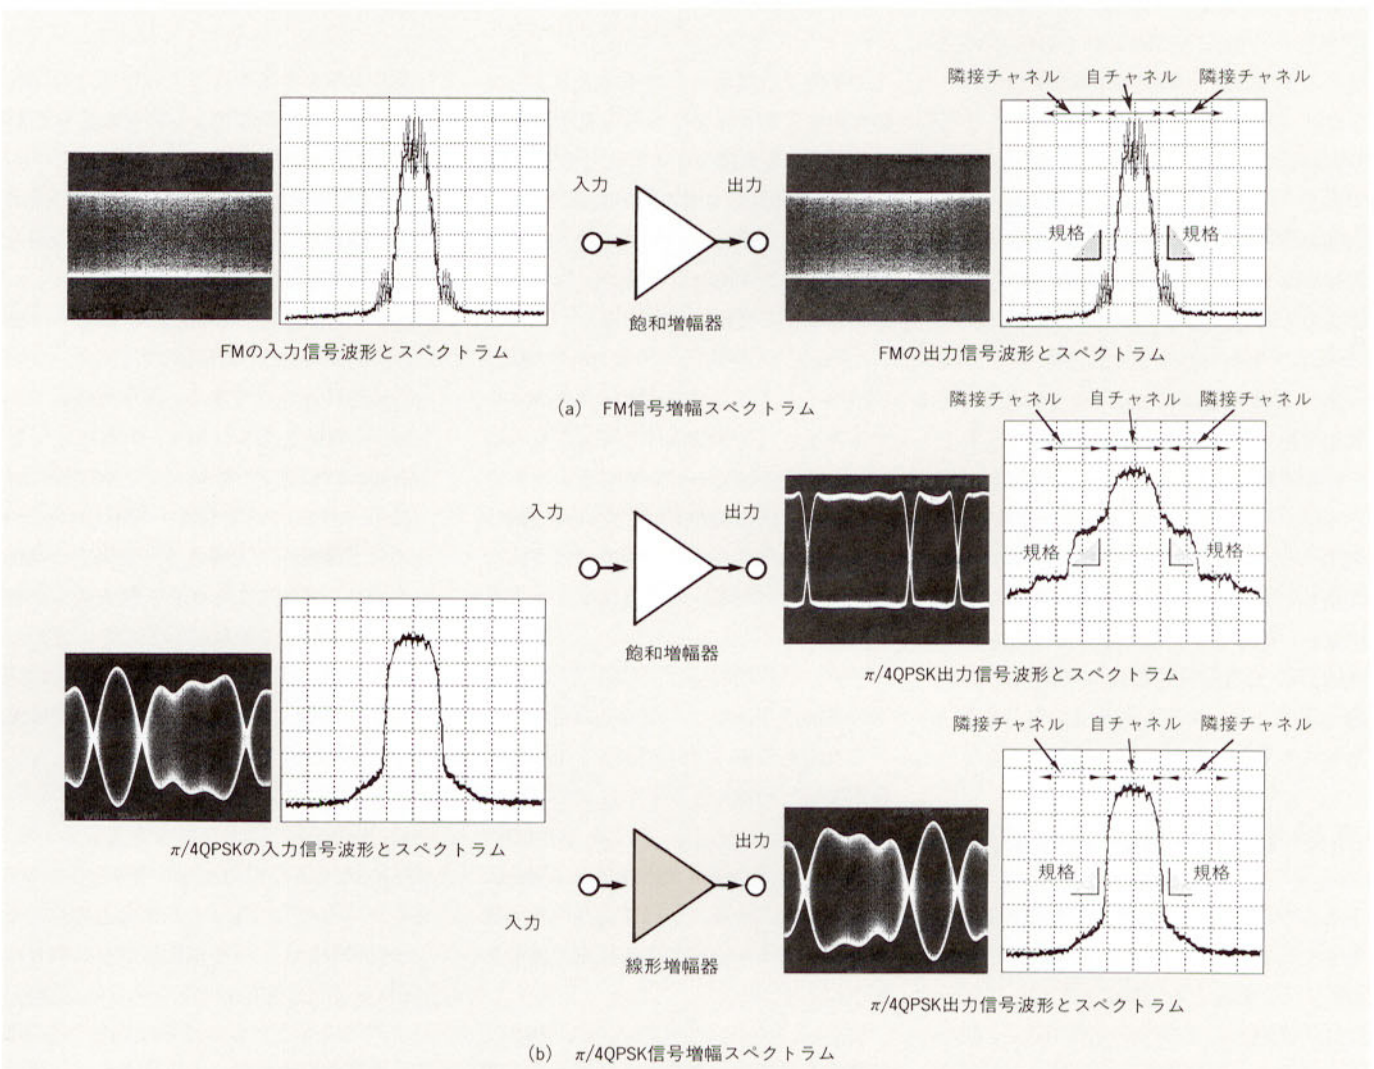 隣接チャネル 自チャネル 隣接チャネル
入力 出力
規格 規格
飽和増幅器
FMの入力信号波形とスペクトラム
FMの出力信号波形とスペクトラム
(a) FM信号増幅スペクトラム
隣接チャネル 自チャネル 隣接チャネル
入力 出力
規格 規格
飽和増幅器
π/4QPSK出力信号波形とスペクトラム
π/4QPSKの入力信号波形とスペクトラム
隣接チャネル 自チャネル 隣接チャネル
出力
規格 規格
入力
線形増幅器
π/4QPSK出力信号波形とスペクトラム
(b) π/4QPSK信号増幅スペクトラム